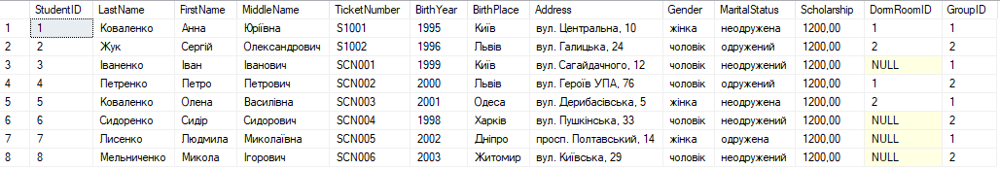 StudentID LastName FirstName MiddleName TicketNumber BirthYear BirthPlace Address Gender MaritalStatus Scholarship DormRoomID GroupID
1 1 Коваленко Анна Юріївна S1001 1995 Київ вул. Центральна, 10 жінка неодружена 1200,00 1 1
2 2 Жук Сергій Олександрович S1002 1996 Львів вул. Галицька, 24 чоловік одружений 1200,00 2 2
3 3 Іваненко Іван Іванович SCN001 1999 Київ вул. Сагайдачного, 12 чоловік неодружений 1200,00 NULL 1
4 4 Петренко Петро Петрович SCN002 2000 Львів вул. Героїв УПА, 76 чоловік одружений 1200,00 1 2
5 5 Коваленко Олена Василівна SCN003 2001 Одеса вул. Дерибасівська, 5 жінка неодружена 1200,00 2 1
6 6 Сидоренко Сидір Сидорович SCN004 1998 Харків вул. Пушкінська, 33 чоловік неодружений 1200,00 NULL 2
7 7 Лисенко Людмила Миколаївна SCN005 2002 Дніпро просп. Полтавський, 14 жінка одружена 1200,00 NULL 1
8 8 Мельниченко Микола Ігорович SCN006 2003 Житомир вул. Київська, 29 чоловік неодружений 1200,00 NULL 2